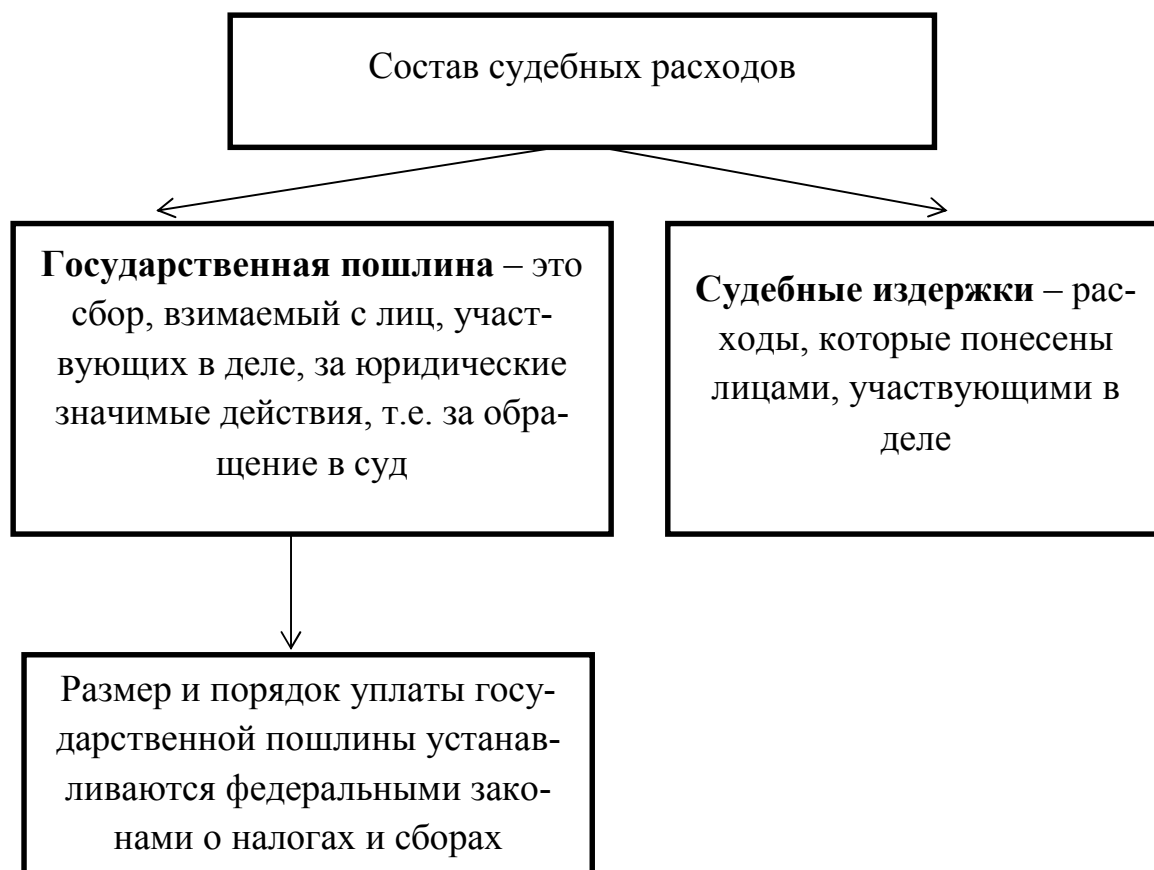 Состав судебных расходов
Государственная пошлина – это
сбор, взимаемый с лиц, участ-
вующих в деле, за юридические
значимые действия, т.е. за обра-
щение в суд
Судебные издержки – рас-
ходы, которые понесены
лицами, участвующими в
деле
Размер и порядок уплаты госу-
дарственной пошлины устанав-
ливаются федеральными зако-
нами о налогах и сборах